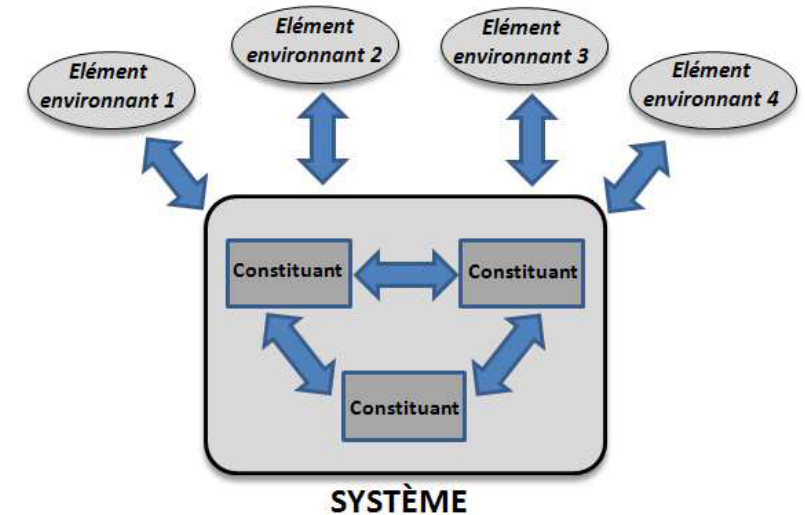 Elément
environnant 1
Elément
environnant 2
Elément
environnant 3
Elément
environnant 4
Constituant
Constituant
Constituant
SYSTÈME